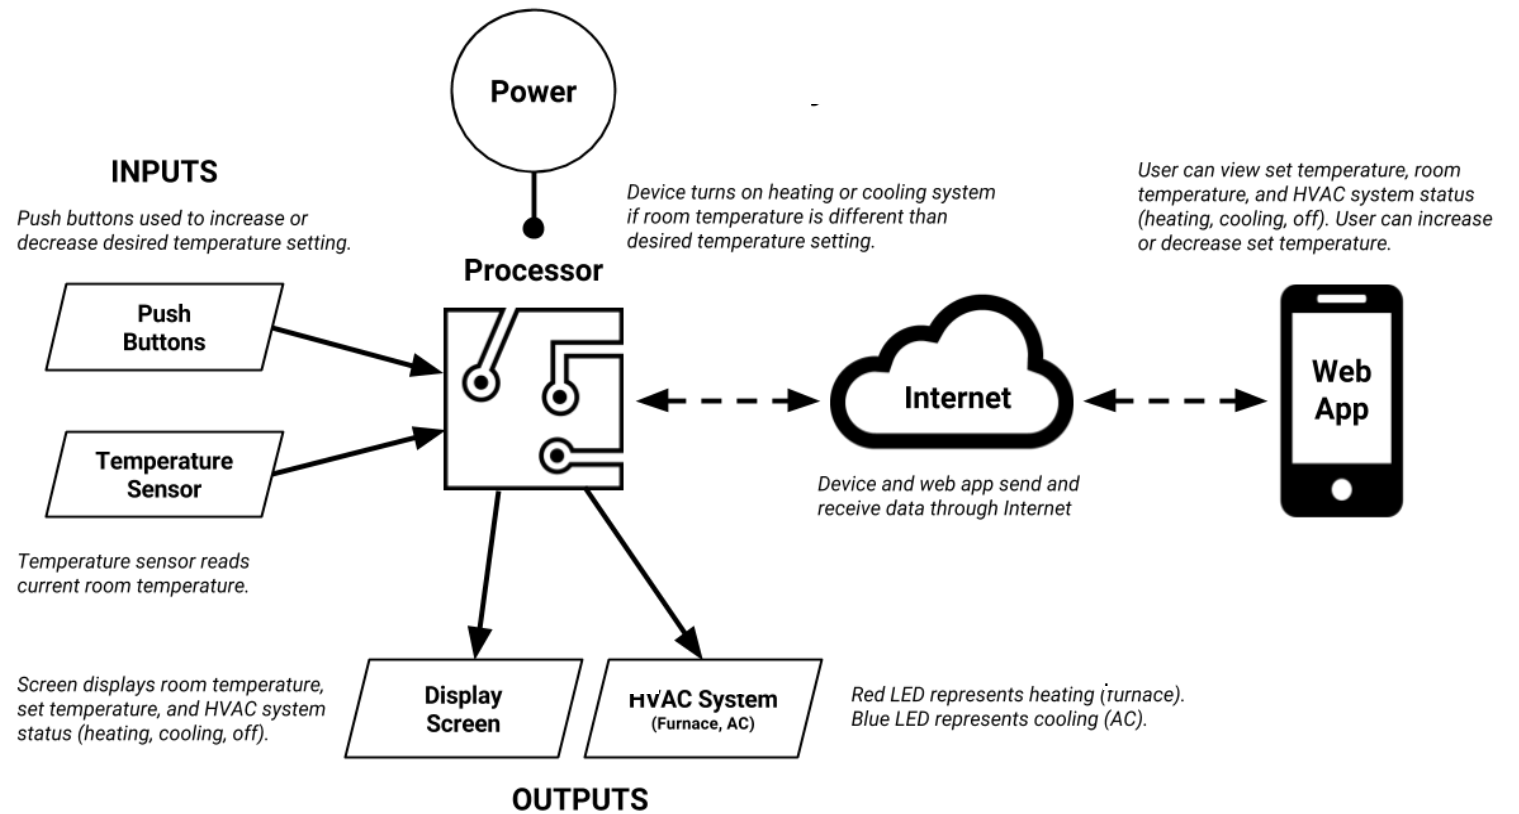 Power
INPUTS
Push buttons used to increase or
decrease desired temperature setting.
Device turns on heating or cooling system
if room temperature is different than
desired temperature setting.
User can view set temperature, room
temperature, and HVAC system status
(heating, cooling, off). User can increase
or decrease set temperature.
Processor
Push
Buttons
Temperature
Sensor
Internet
Web
App
Device and web app send and
receive data through Internet
Temperature sensor reads
current room temperature.
Screen displays room temperature,
set temperature, and HVAC system
status (heating, cooling, off).
Display
Screen
HVAC System
(Furnace, AC)
Red LED represents heating (furnace).
Blue LED represents cooling (AC).
OUTPUTS